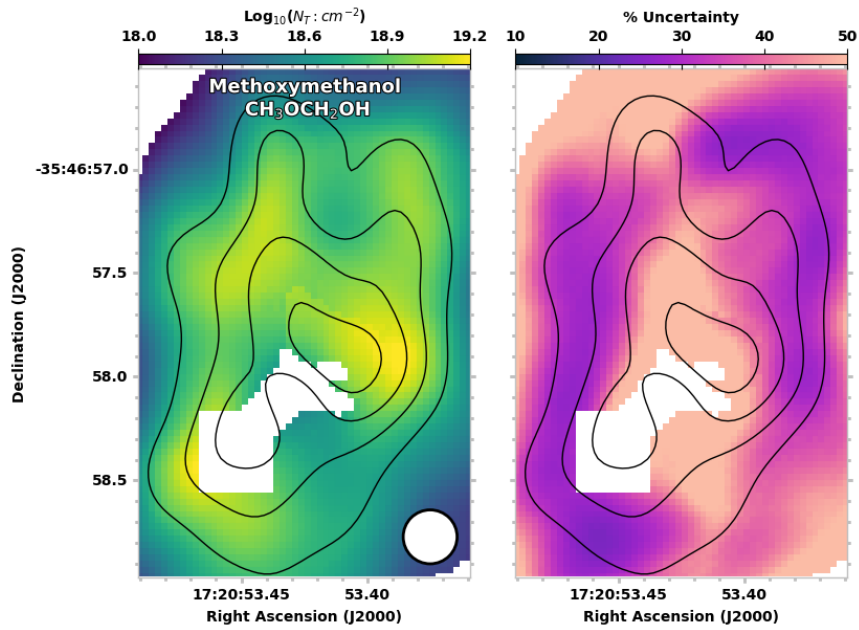 Log₁₀(N_T : cm⁻²)
% Uncertainty
18.0 18.3 18.6 18.9 19.2
10 20 30 40 50
Methoxymethanol
CH₃OCH₂OH
-35:46:57.0
57.5
58.0
58.5
Declination (J2000)
17:20:53.45 53.40
17:20:53.45 53.40
Right Ascension (J2000)
Right Ascension (J2000)